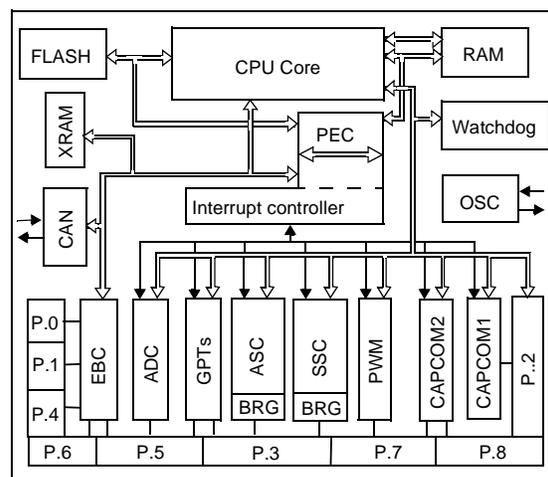 FLASH
CPU Core
RAM
XRAM
PEC
Watchdog
CAN
Interrupt controller
OSC
P.0
P.1
P.4
EBC
ADC
GPTs
ASC
BRG
SSC
BRG
PWM
CAPCOM2
CAPCOM1
P..2
P.6
P.5
P.3
P.7
P.8